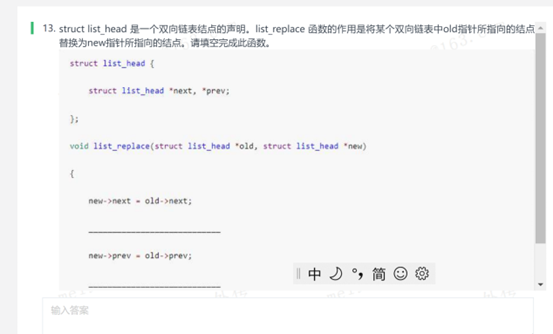 13. struct list_head 是一个双向链表结点的声明。list_replace 函数的作用是将某个双向链表中old指针所指向的结点
替换为new指针所指向的结点。请填空完成此函数。
struct list_head {
struct list_head *next, *prev;
};
void list_replace(struct list_head *old, struct list_head *new)
{
new->next = old->next;
____________________________
new->prev = old->prev;
____________________________
中 °, 简
输入答案